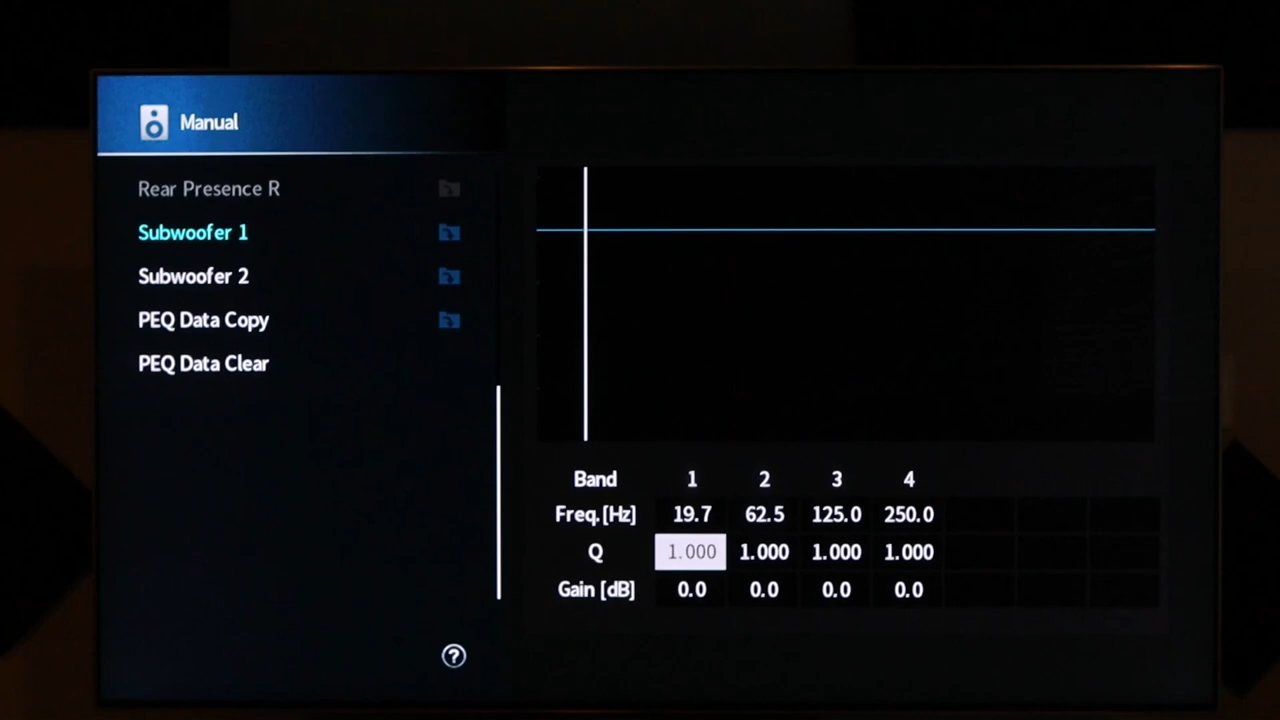 Manual
Rear Presence R
Subwoofer 1
Subwoofer 2
PEQ Data Copy
PEQ Data Clear
?
Band 1 2 3 4
Freq.[Hz] 19.7 62.5 125.0 250.0
Q 1.000 1.000 1.000 1.000
Gain [dB] 0.0 0.0 0.0 0.0